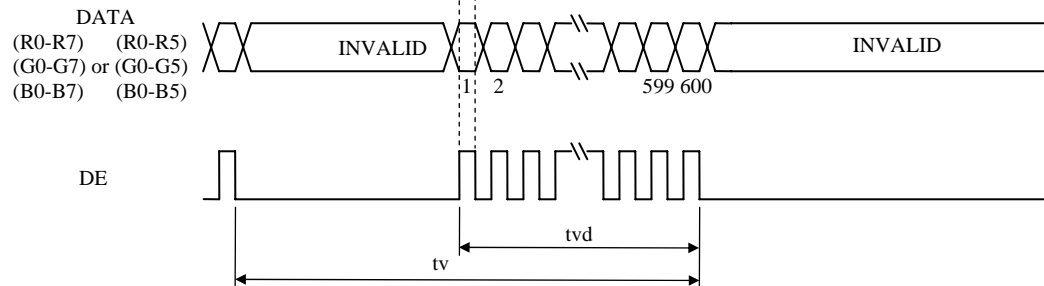 DATA
(R0-R7) (R0-R5)
(G0-G7) or (G0-G5)
(B0-B7) (B0-B5)
INVALID
INVALID
1 2 599 600
DE
tvd
tv